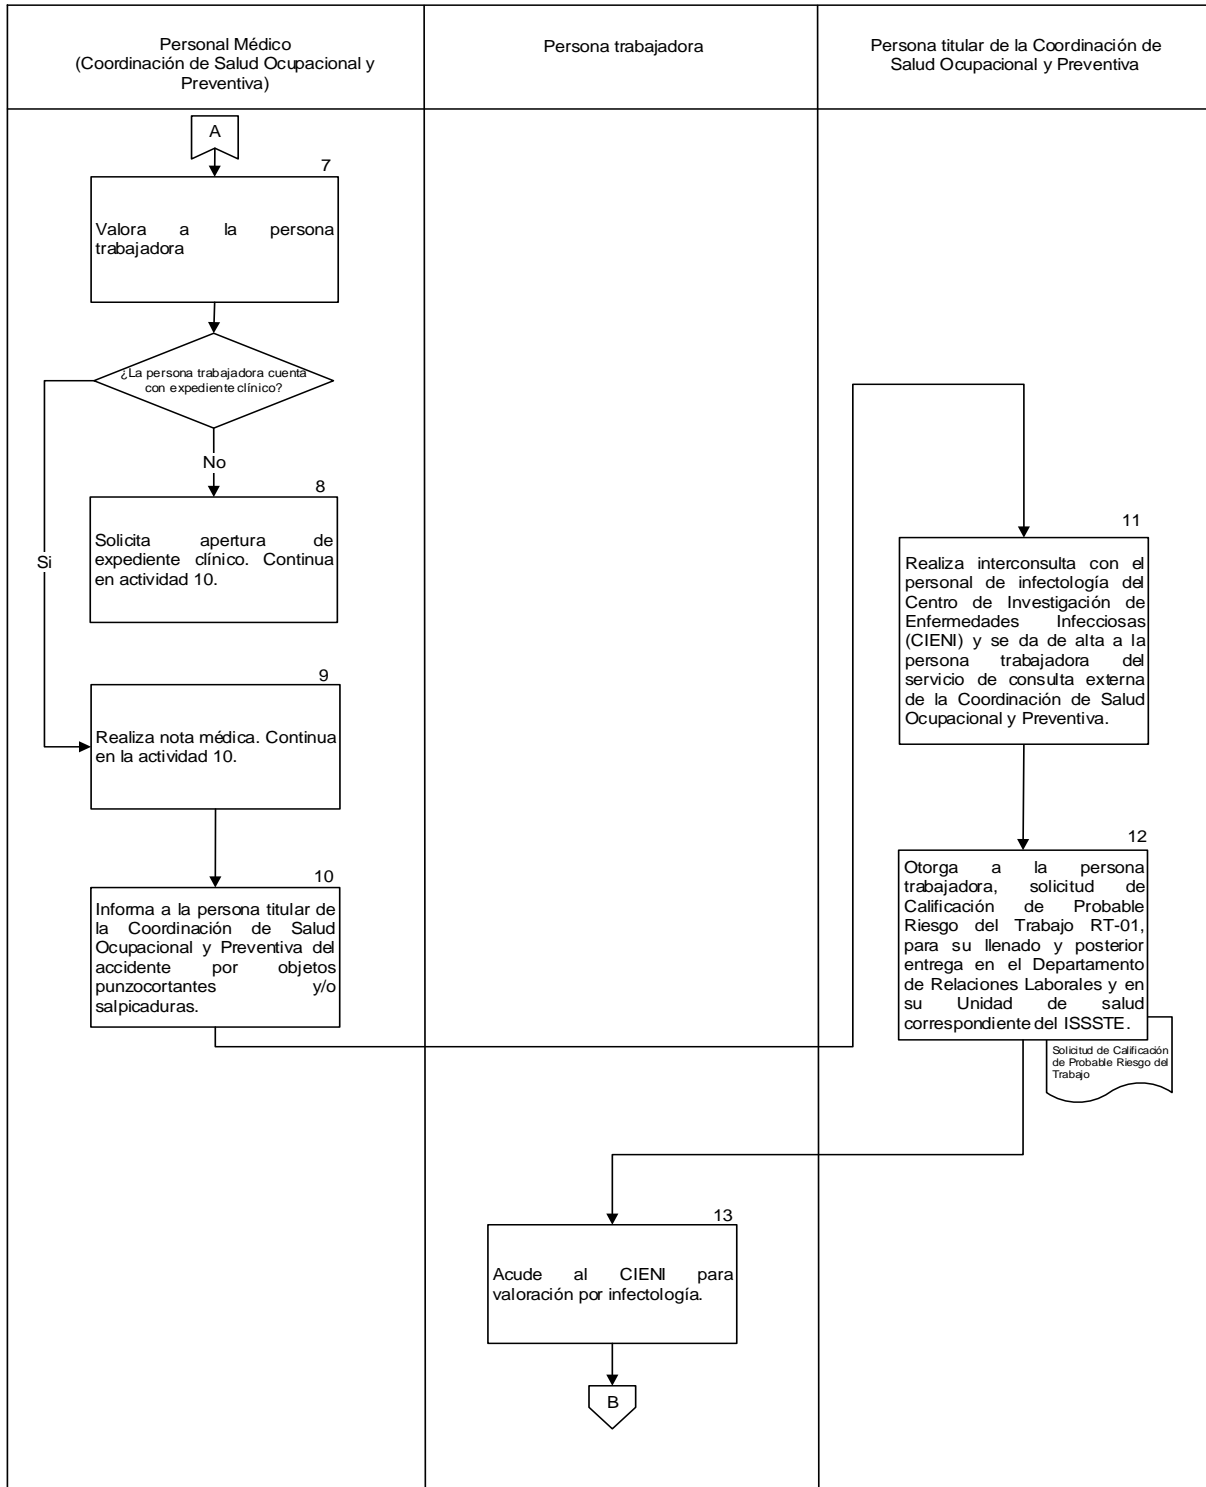 Personal Médico
(Coordinación de Salud Ocupacional y
Preventiva)
Persona trabajadora
Persona titular de la Coordinación de
Salud Ocupacional y Preventiva
A
7
Valora a la persona
trabajadora
¿La persona trabajadora cuenta
con expediente clínico?
No
Si
8
Solicita apertura de
expediente clínico. Continua
en actividad 10.
9
Realiza nota médica. Continua
en la actividad 10.
10
Informa a la persona titular de
la Coordinación de Salud
Ocupacional y Preventiva del
accidente por objetos
punzocortantes y/o
salpicaduras.
11
Realiza interconsulta con el
personal de infectología del
Centro de Investigación de
Enfermedades Infecciosas
(CIENI) y se da de alta a la
persona trabajadora del
servicio de consulta externa
de la Coordinación de Salud
Ocupacional y Preventiva.
12
Otorga a la persona
trabajadora, solicitud de
Calificación de Probable
Riesgo del Trabajo RT-01,
para su llenado y posterior
entrega en el Departamento
de Relaciones Laborales y en
su Unidad de salud
correspondiente del ISSSTE.
Solicitud de Calificación
de Probable Riesgo del
Trabajo
13
Acude al CIENI para
valoración por infectología.
B